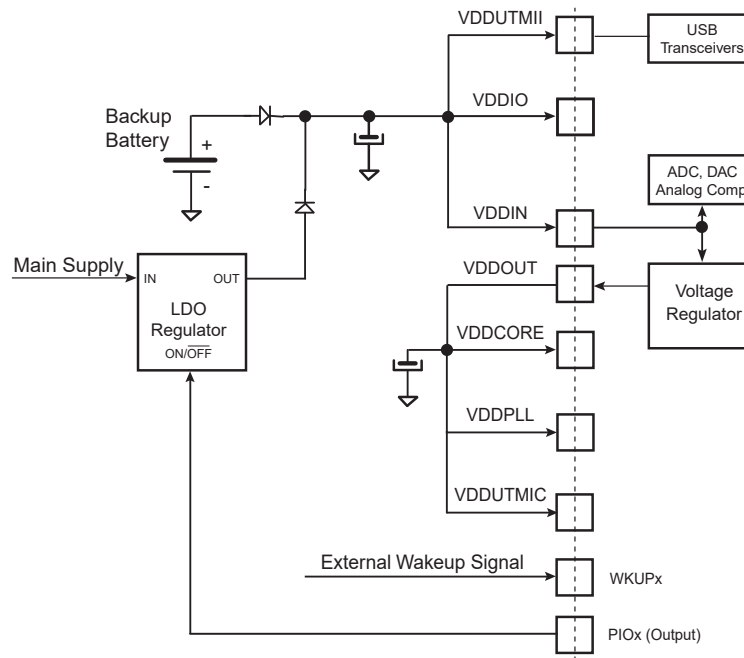 VDDUTMII
USB
Transceivers
VDDIO
Backup
Battery
+
-
ADC, DAC
Analog Comp
VDDIN
Main Supply
IN
OUT
LDO
Regulator
ON/OFF
VDDOUT
Voltage
Regulator
VDDCORE
VDDPLL
VDDUTMIC
External Wakeup Signal
WKUPx
PIOx (Output)